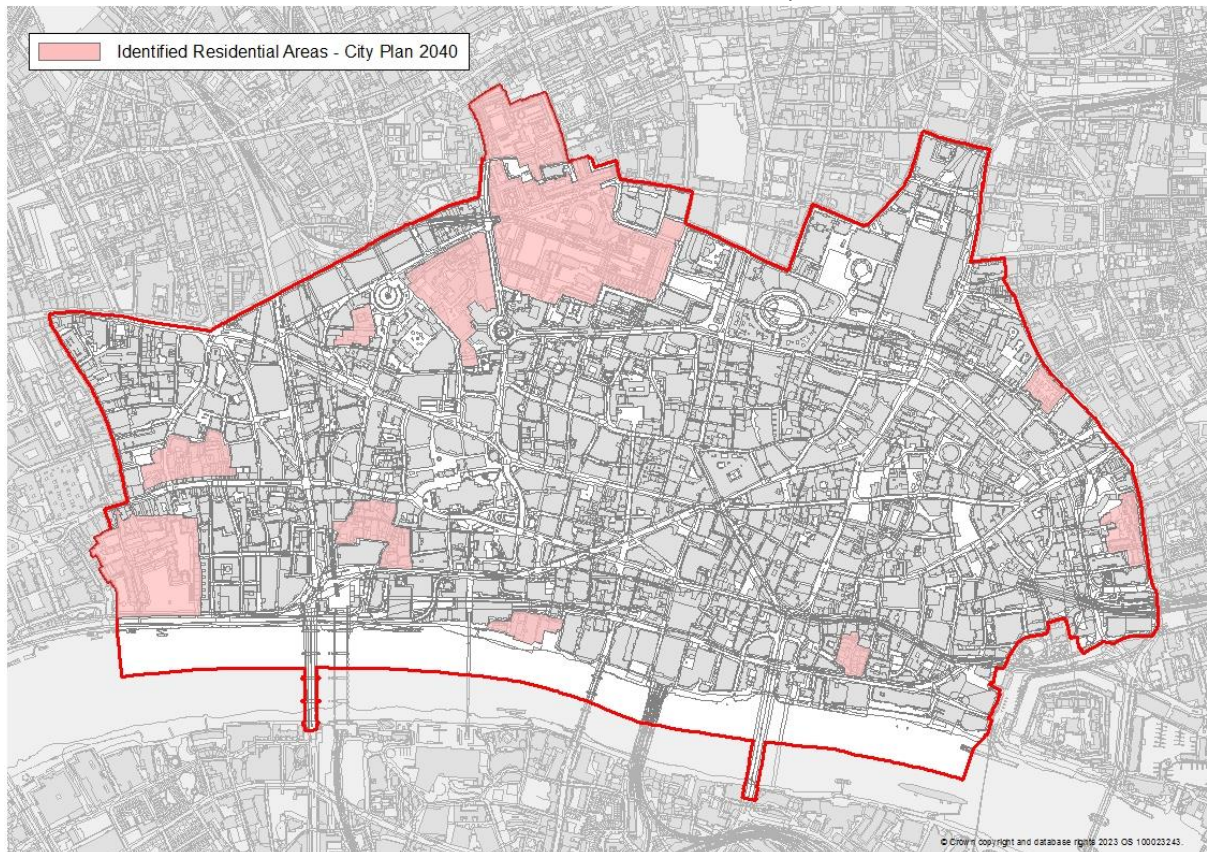 Identified Residential Areas - City Plan 2040
© Crown copyright and database rights 2023 OS 100023243.